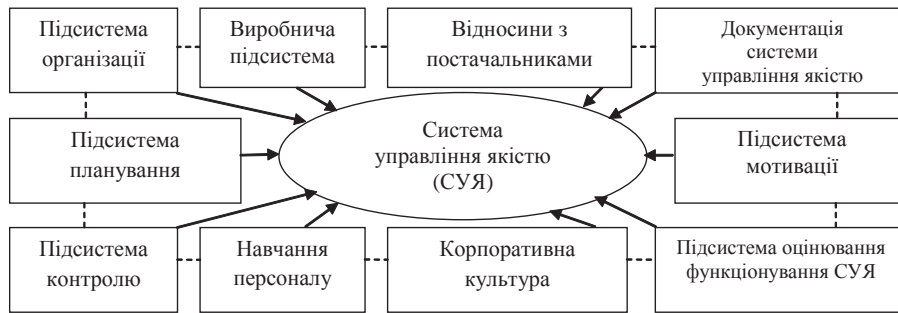 Підсистема
організації
Виробнича
підсистема
Відносини з
постачальниками
Документація
системи
управління якістю
Підсистема
планування
Система
управління якістю
(СУЯ)
Підсистема
мотивації
Підсистема
контролю
Навчання
персоналу
Корпоративна
культура
Підсистема оцінювання
функціонування СУЯ